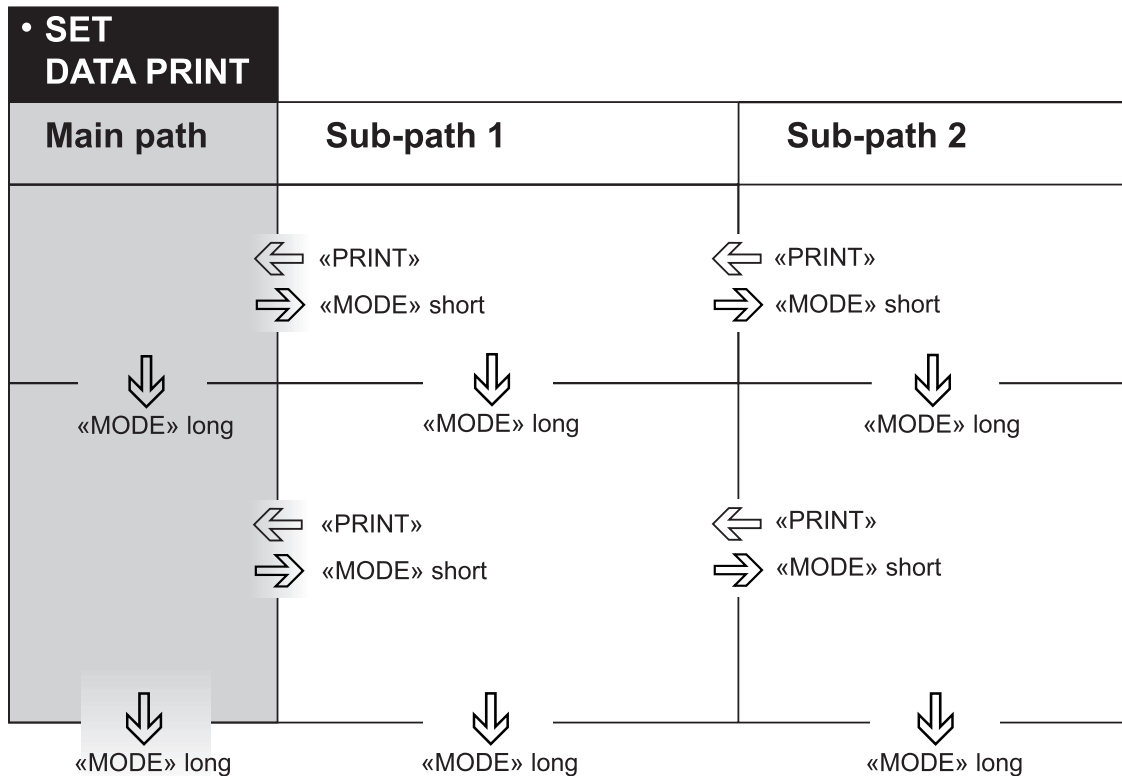 • SET
DATA PRINT
Main path Sub-path 1 Sub-path 2
«PRINT» «PRINT»
«MODE» short «MODE» short
«MODE» long «MODE» long «MODE» long
«PRINT» «PRINT»
«MODE» short «MODE» short
«MODE» long «MODE» long «MODE» long